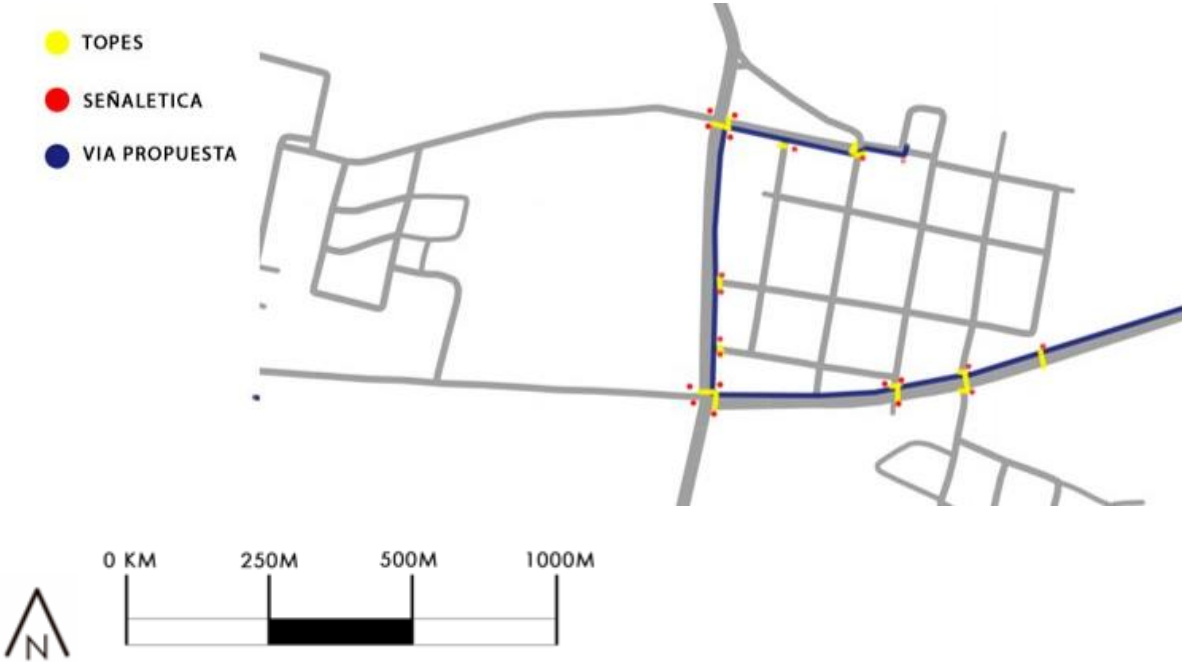 TOPES
SEÑALETICA
VIA PROPUESTA
0 KM 250M 500M 1000M
N